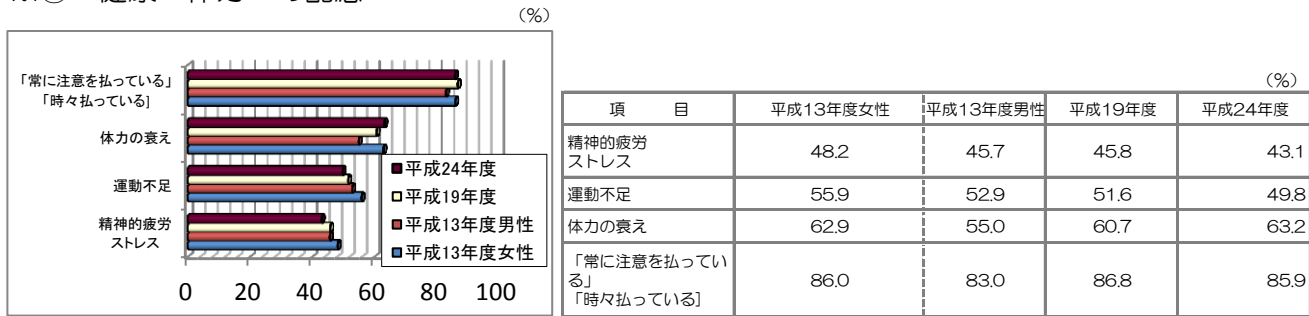 （%）
「常に注意を払っている」
「時々払っている]
体力の衰え
運動不足
精神的疲労
ストレス
■平成24年度
■平成19年度
■平成13年度男性
■平成13年度女性
0 20 40 60 80 100
（%）
項　目 平成13年度女性 平成13年度男性 平成19年度 平成24年度
精神的疲労
ストレス 48.2 45.7 45.8 43.1
運動不足 55.9 52.9 51.6 49.8
体力の衰え 62.9 55.0 60.7 63.2
「常に注意を払ってい
る」 86.0 83.0 86.8 85.9
「時々払っている]